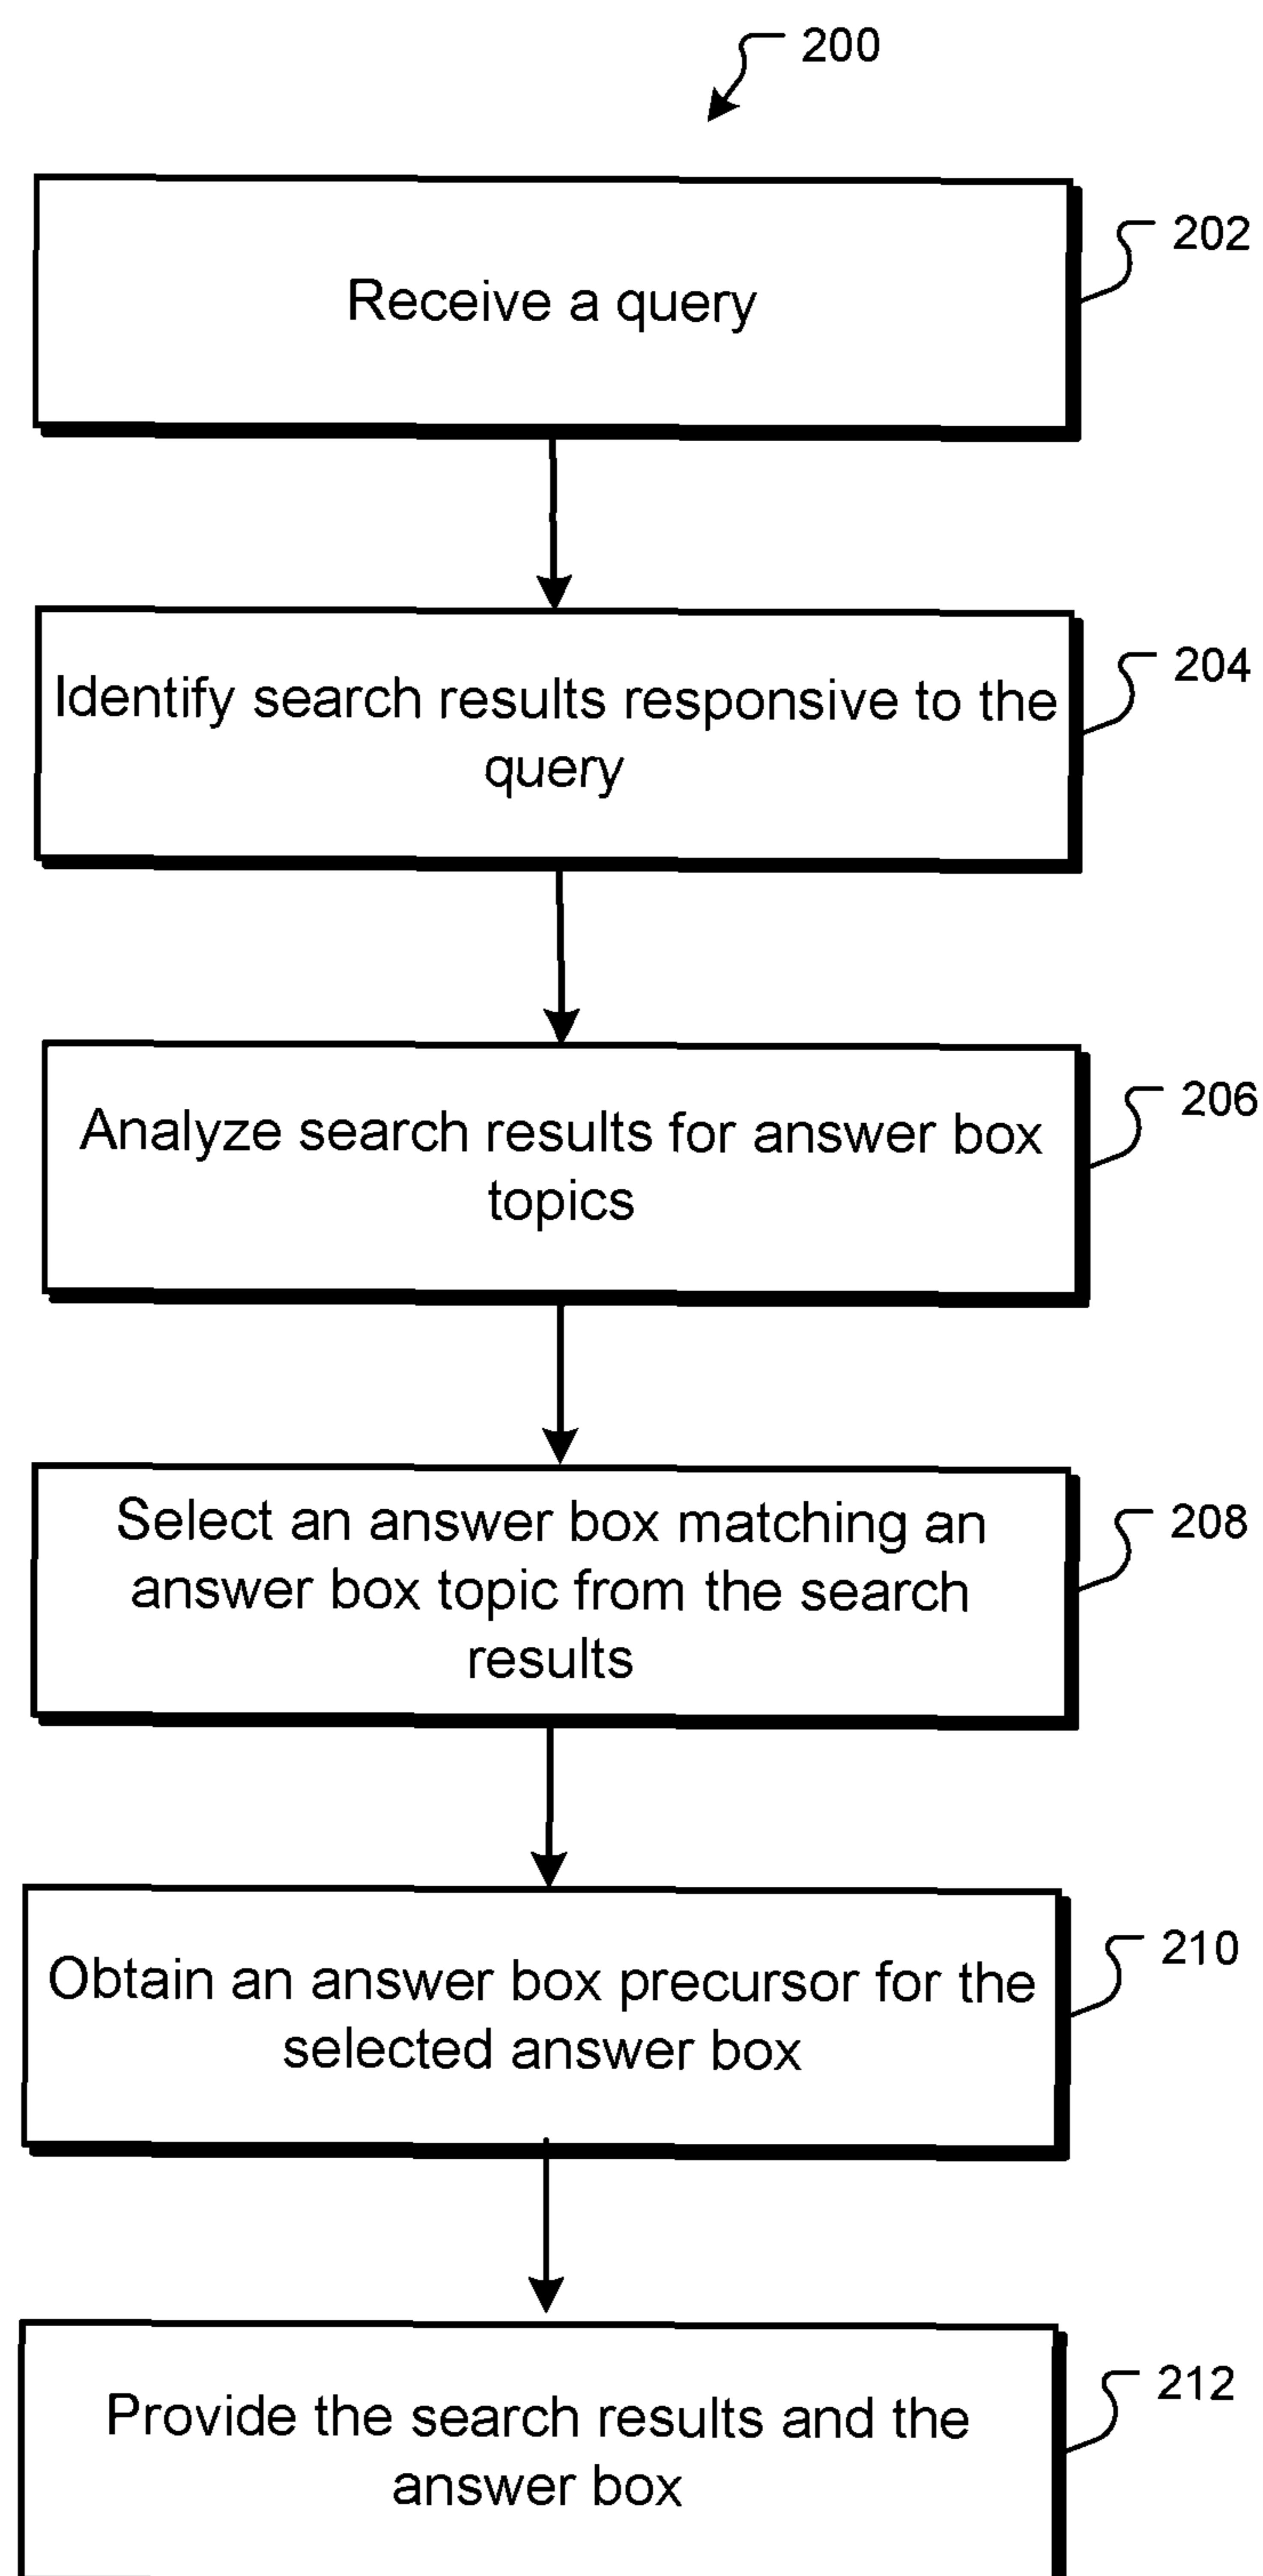 200
Receive a query
202
Identify search results responsive to the
query
204
Analyze search results for answer box
topics
206
Select an answer box matching an
answer box topic from the search
results
208
Obtain an answer box precursor for the
selected answer box
210
Provide the search results and the
answer box
212